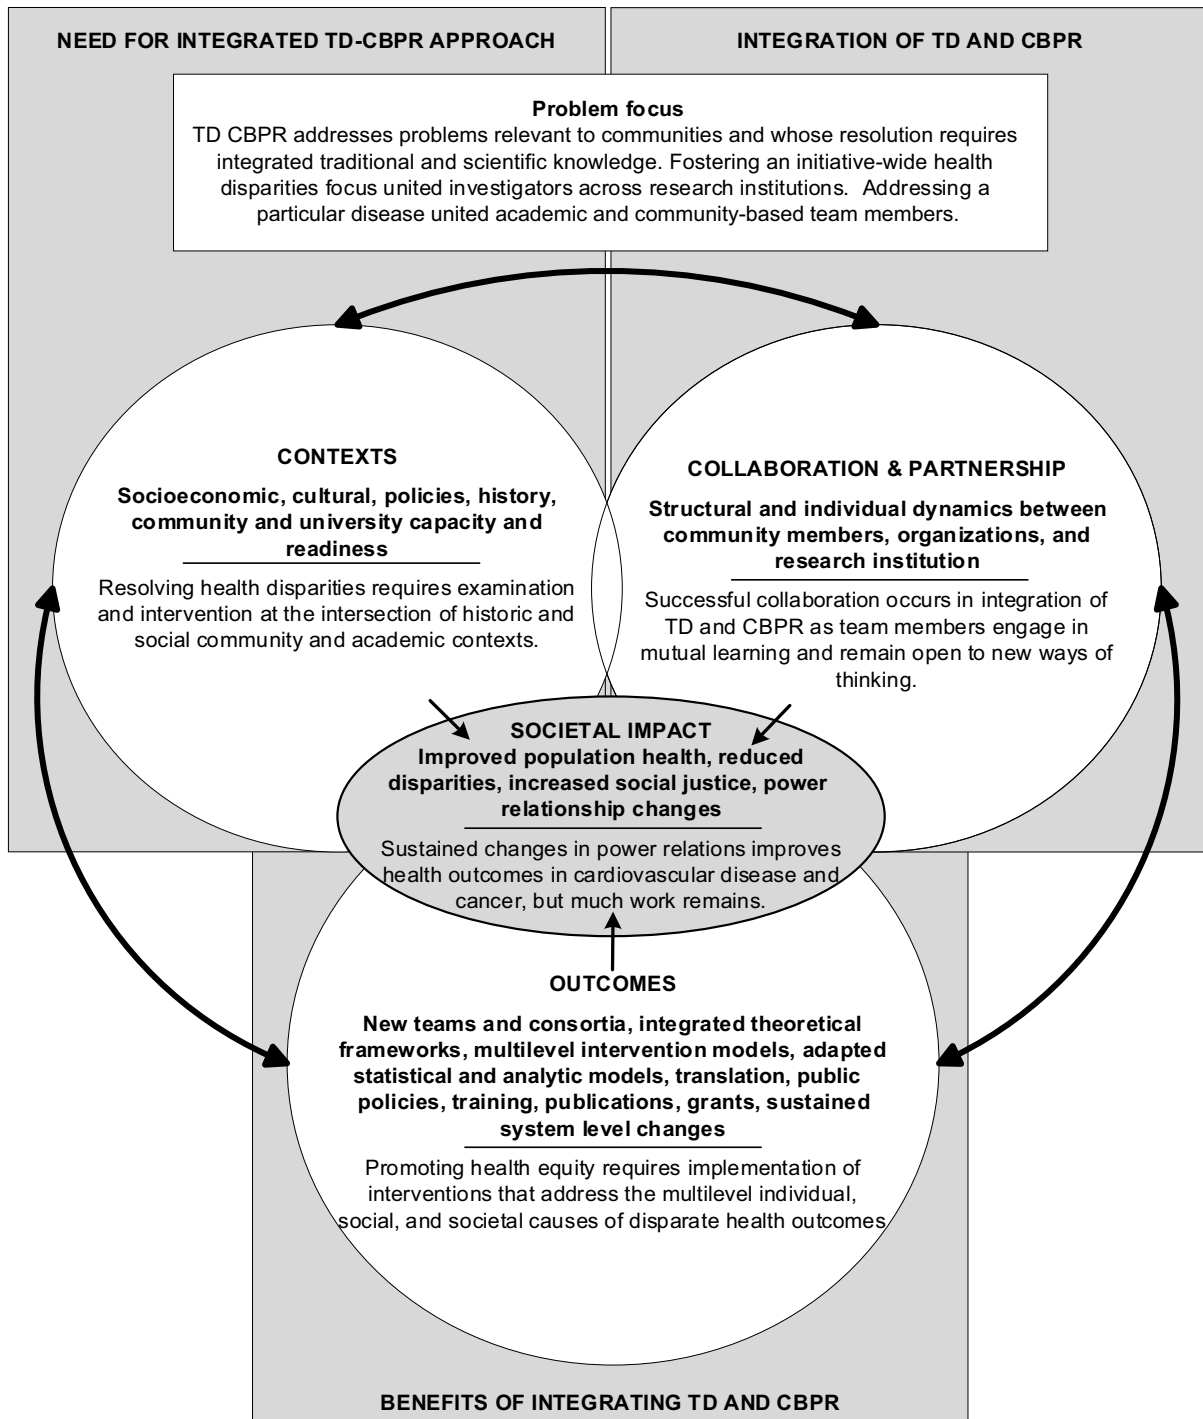 NEED FOR INTEGRATED TD-CBPR APPROACH
INTEGRATION OF TD AND CBPR
Problem focus
TD CBPR addresses problems relevant to communities and whose resolution requires
integrated traditional and scientific knowledge. Fostering an initiative-wide health
disparities focus united investigators across research institutions. Addressing a
particular disease united academic and community-based team members.
CONTEXTS
Socioeconomic, cultural, policies, history,
community and university capacity and
readiness
Resolving health disparities requires examination
and intervention at the intersection of historic and
social community and academic contexts.
COLLABORATION & PARTNERSHIP
Structural and individual dynamics between
community members, organizations, and
research institution
Successful collaboration occurs in integration of
TD and CBPR as team members engage in
mutual learning and remain open to new ways of
thinking.
SOCIETAL IMPACT
Improved population health, reduced
disparities, increased social justice, power
relationship changes
Sustained changes in power relations improves
health outcomes in cardiovascular disease and
cancer, but much work remains.
OUTCOMES
New teams and consortia, integrated theoretical
frameworks, multilevel intervention models, adapted
statistical and analytic models, translation, public
policies, training, publications, grants, sustained
system level changes
Promoting health equity requires implementation of
interventions that address the multilevel individual,
social, and societal causes of disparate health outcomes
BENEFITS OF INTEGRATING TD AND CBPR